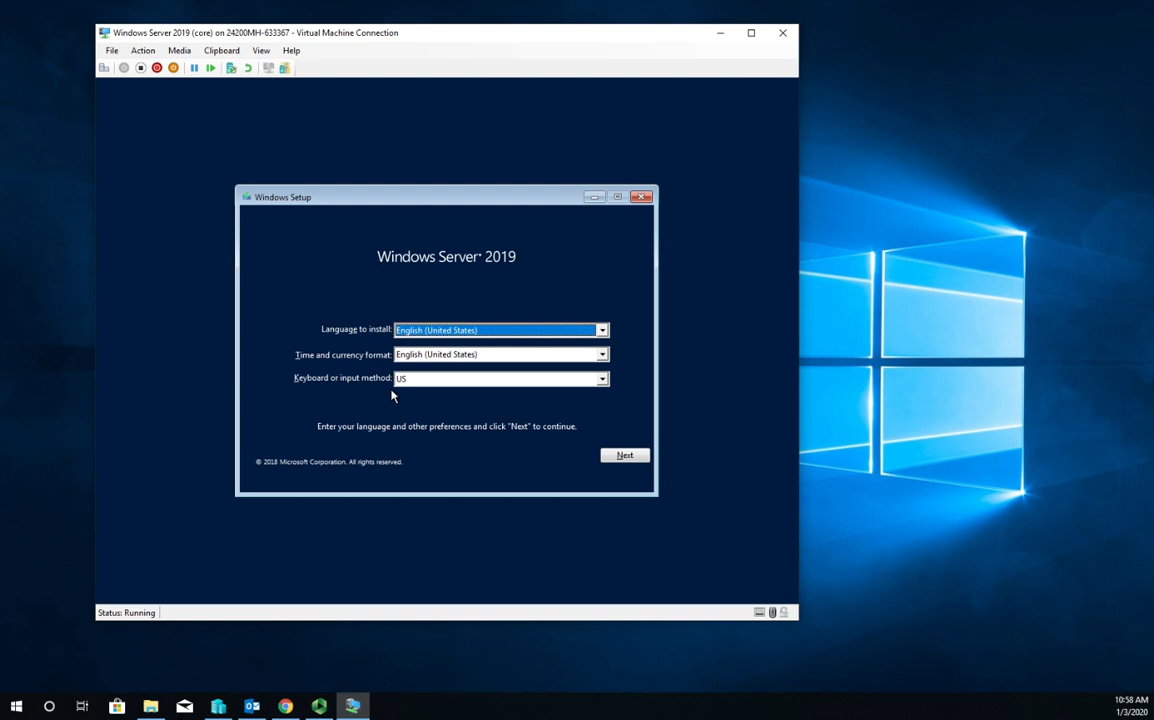 Windows Server 2019 (core) on 24200MH-633367 - Virtual Machine Connection
File Action Media Clipboard View Help
Windows Setup
Windows Server 2019
Language to install: English (United States)
Time and currency format: English (United States)
Keyboard or input method: US
Enter your language and other preferences and click "Next" to continue.
© 2018 Microsoft Corporation. All rights reserved.
Next
Status: Running
10:58 AM
1/3/2020